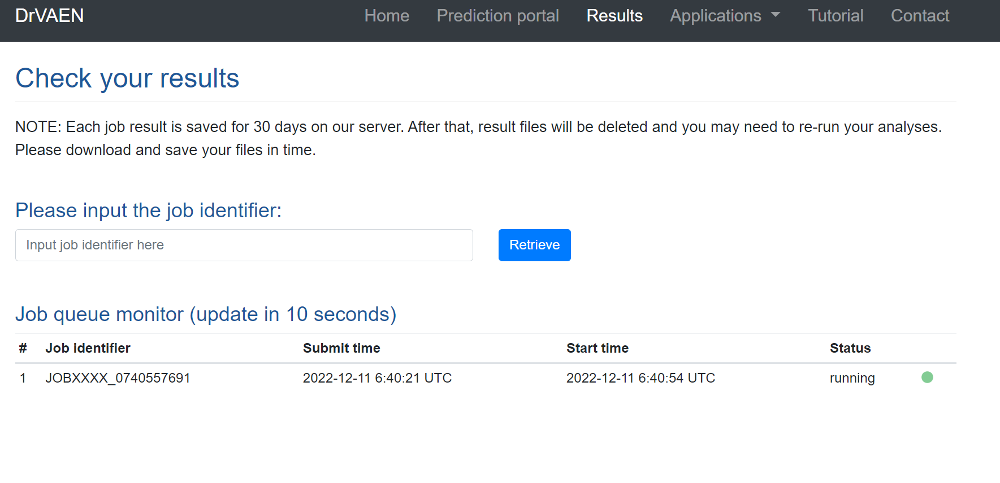 DrVAEN Home Prediction portal Results Applications Tutorial Contact
Check your results
NOTE: Each job result is saved for 30 days on our server. After that, result files will be deleted and you may need to re-run your analyses.
Please download and save your files in time.
Please input the job identifier:
Input job identifier here Retrieve
Job queue monitor (update in 10 seconds)
# Job identifier Submit time Start time Status
1 JOBXXXX_0740557691 2022-12-11 6:40:21 UTC 2022-12-11 6:40:54 UTC running